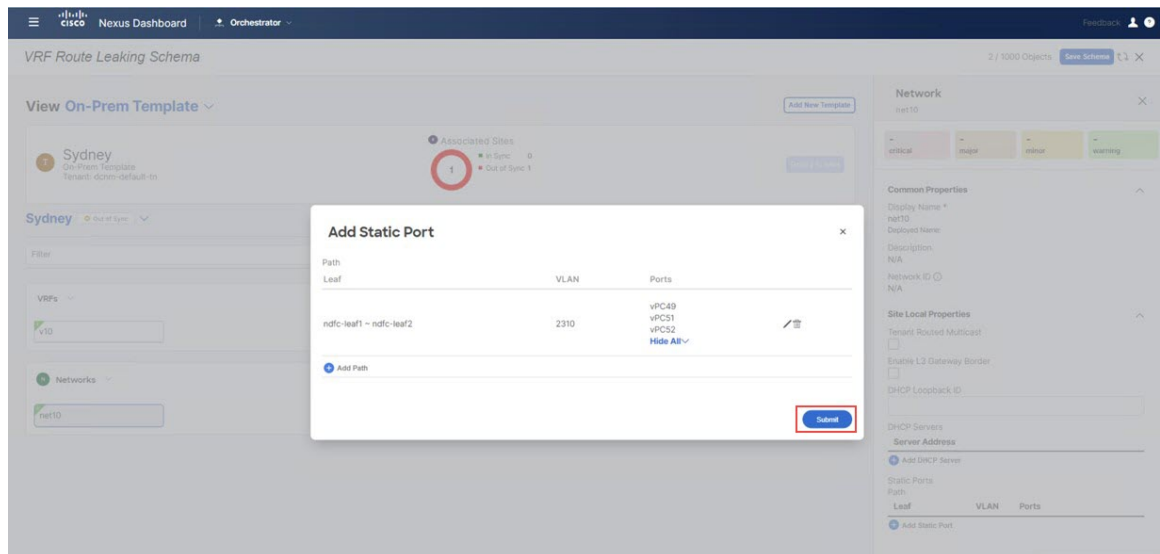 cisco Nexus Dashboard Orchestrator Feedback
VRF Route Leaking Schema 2 / 1000 Objects Save Schema
View On-Prem Template Add New Template
T Sydney
On-Prem Template
Tenant: dcnm-default-tn
Associated Sites
1
In Sync 0
Out of Sync 1
Sydney Out of Sync
Filter
VRFs
v10
Networks
net10
Add Static Port
Path
Leaf VLAN Ports
ndfc-leaf1 ~ ndfc-leaf2 2310 vPC49
vPC51
vPC52
Hide All
Add Path
Submit
Network
net10
critical major minor warning
Common Properties
Display Name *
net10
Deployed Name:
Description
N/A
Network ID
N/A
Site Local Properties
Tenant Routed Multicast
Enable L3 Gateway Border
DHCP Loopback ID
DHCP Servers
Server Address
Add DHCP Server
Static Ports
Path
Leaf VLAN Ports
Add Static Port